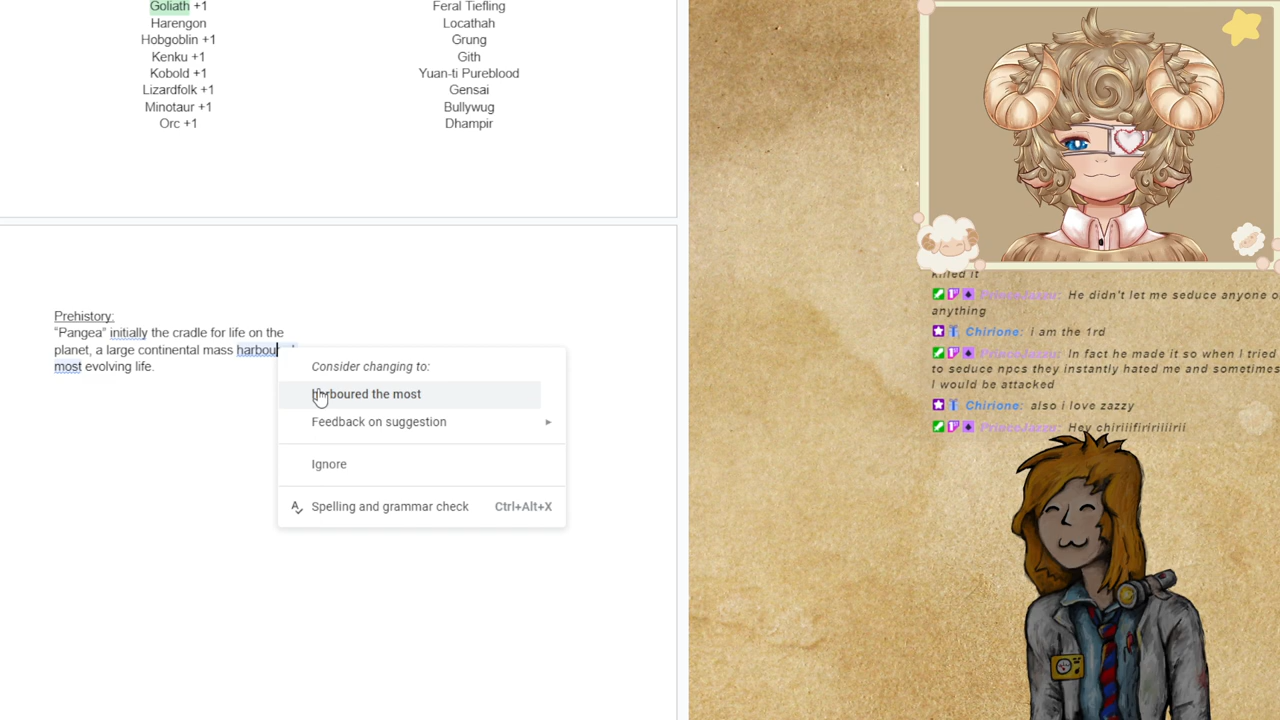 Goliath +1
Harengon
Hobgoblin +1
Kenku +1
Kobold +1
Lizardfolk +1
Minotaur +1
Orc +1
Feral Tiefling
Locathah
Grung
Gith
Yuan-ti Pureblood
Gensai
Bullywug
Dhampir
Prehistory:
"Pangea" initially the cradle for life on the
planet, a large continental mass harbou
most evolving life.
Consider changing to:
harboured the most
Feedback on suggestion
Ignore
Spelling and grammar check Ctrl+Alt+X
killed it
He didn't let me seduce anyone o
anything
Chirione: i am the 1rd
In fact he made it so when I tried
to seduce npcs they instantly hated me and sometimes
I would be attacked
Chirione: also i love zazzy
Hey chiriiifiririiiirii